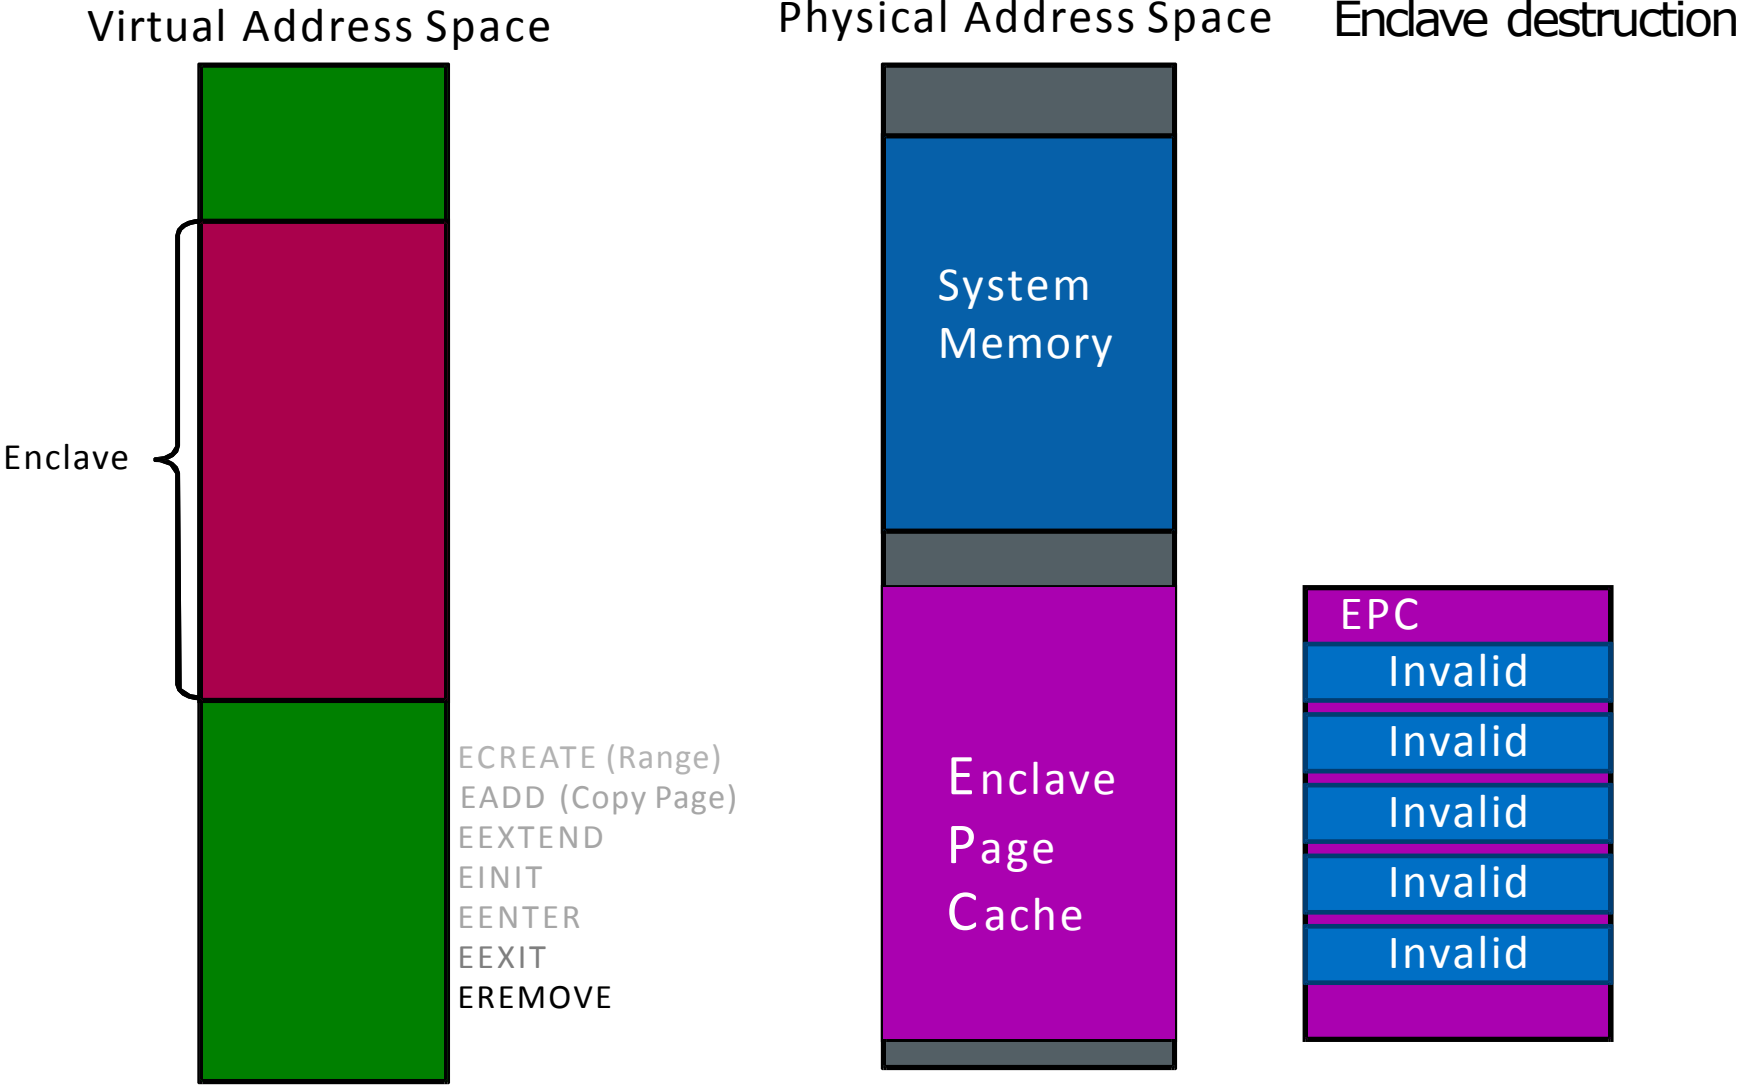 Virtual Address Space
Physical Address Space
Enclave destruction
System
Memory
Enclave
EPC
Invalid
Invalid
Invalid
Invalid
Invalid
ECREATE (Range)
EADD (Copy Page)
EEXTEND
EINIT
EENTER
EEXIT
EREMOVE
Enclave
Page
Cache